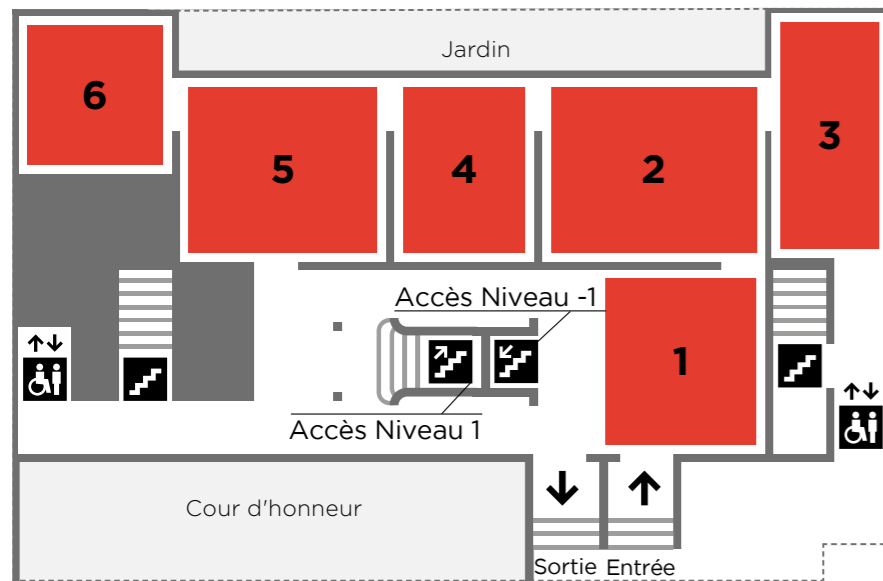 Jardin
6
3
5
4
2
Accès Niveau -1
1
Accès Niveau 1
Cour d'honneur
Sortie
Entrée